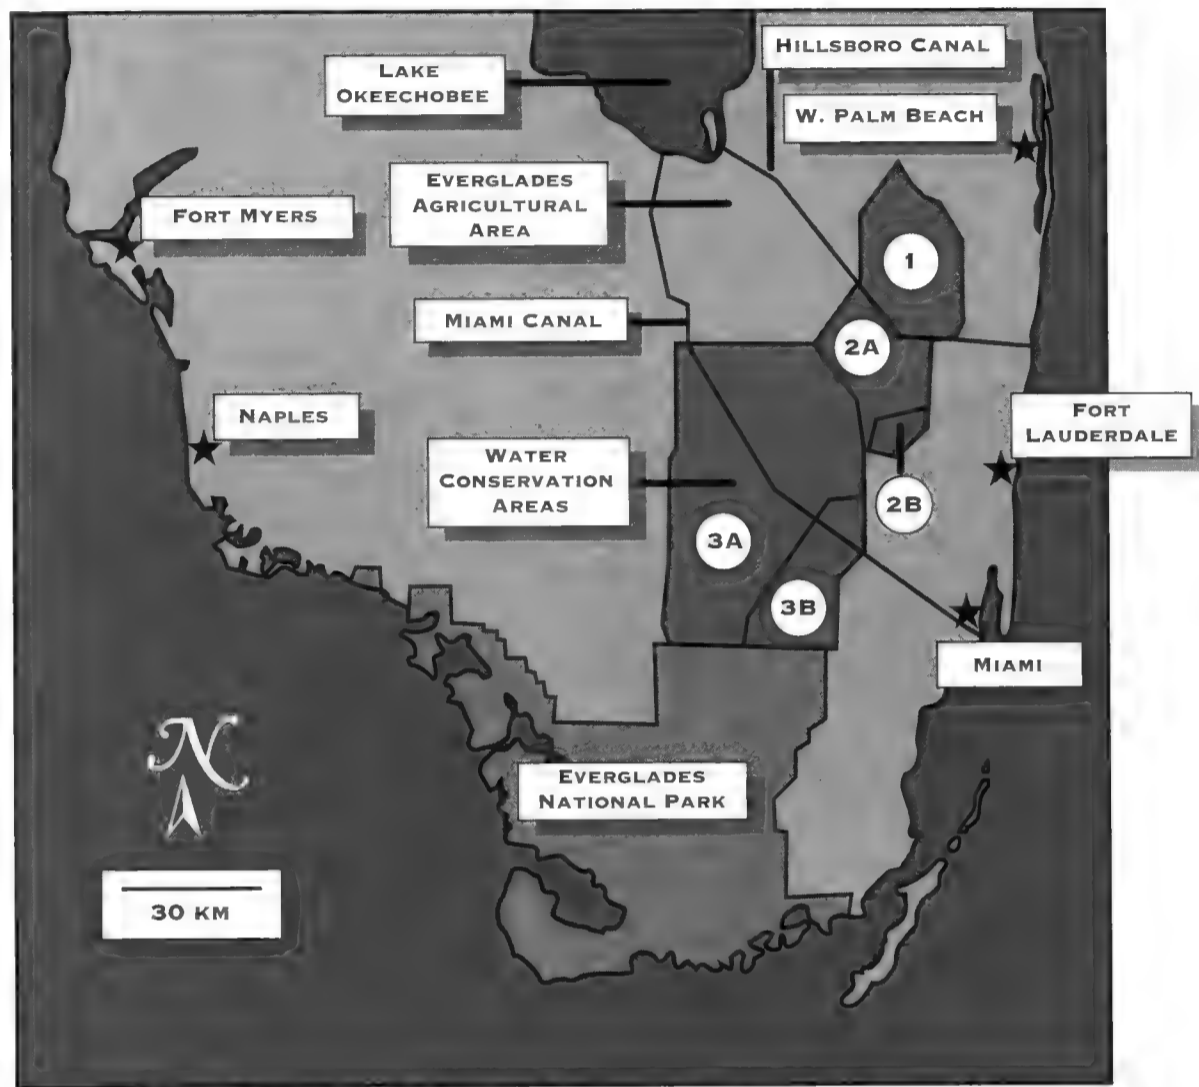 HILLSBORO CANAL
LAKE
OKEECHOBEE
W. PALM BEACH
EVERGLADES
AGRICULTURAL
AREA
FORT MYERS
1
MIAMI CANAL
2A
NAPLES
FORT
LAUDERDALE
WATER
CONSERVATION
AREAS
2B
3A
3B
MIAMI
N
EVERGLADES
NATIONAL PARK
30 KM